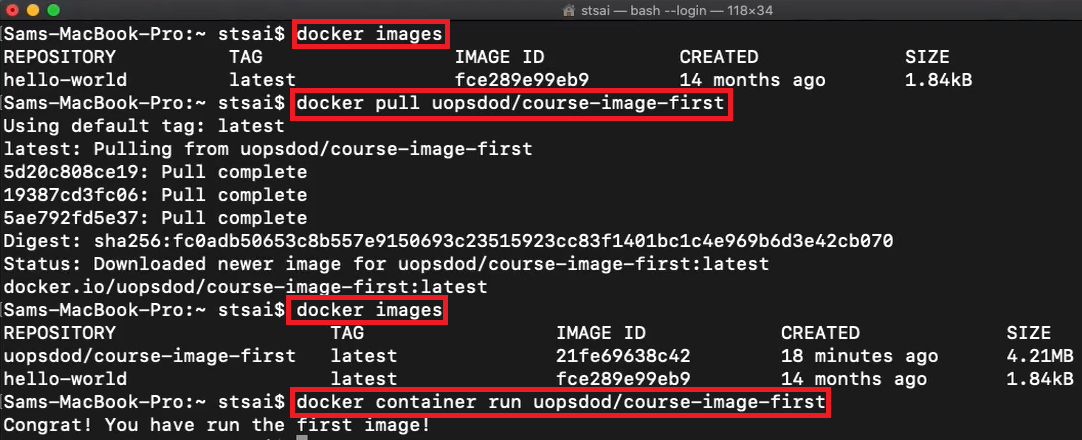 stsai — bash --login — 118×34
Sams-MacBook-Pro:~ stsai$ docker images
REPOSITORY TAG IMAGE ID CREATED SIZE
hello-world latest fce289e99eb9 14 months ago 1.84kB
Sams-MacBook-Pro:~ stsai$ docker pull uopsdod/course-image-first
Using default tag: latest
latest: Pulling from uopsdod/course-image-first
5d20c808ce19: Pull complete
19387cd3fc06: Pull complete
5ae792fd5e37: Pull complete
Digest: sha256:fc0adb50653c8b557e9150693c23515923cc83f1401bc1c4e969b6d3e42cb070
Status: Downloaded newer image for uopsdod/course-image-first:latest
docker.io/uopsdod/course-image-first:latest
Sams-MacBook-Pro:~ stsai$ docker images
REPOSITORY TAG IMAGE ID CREATED SIZE
uopsdod/course-image-first latest 21fe69638c42 18 minutes ago 4.21MB
hello-world latest fce289e99eb9 14 months ago 1.84kB
Sams-MacBook-Pro:~ stsai$ docker container run uopsdod/course-image-first
Congrat! You have run the first image!